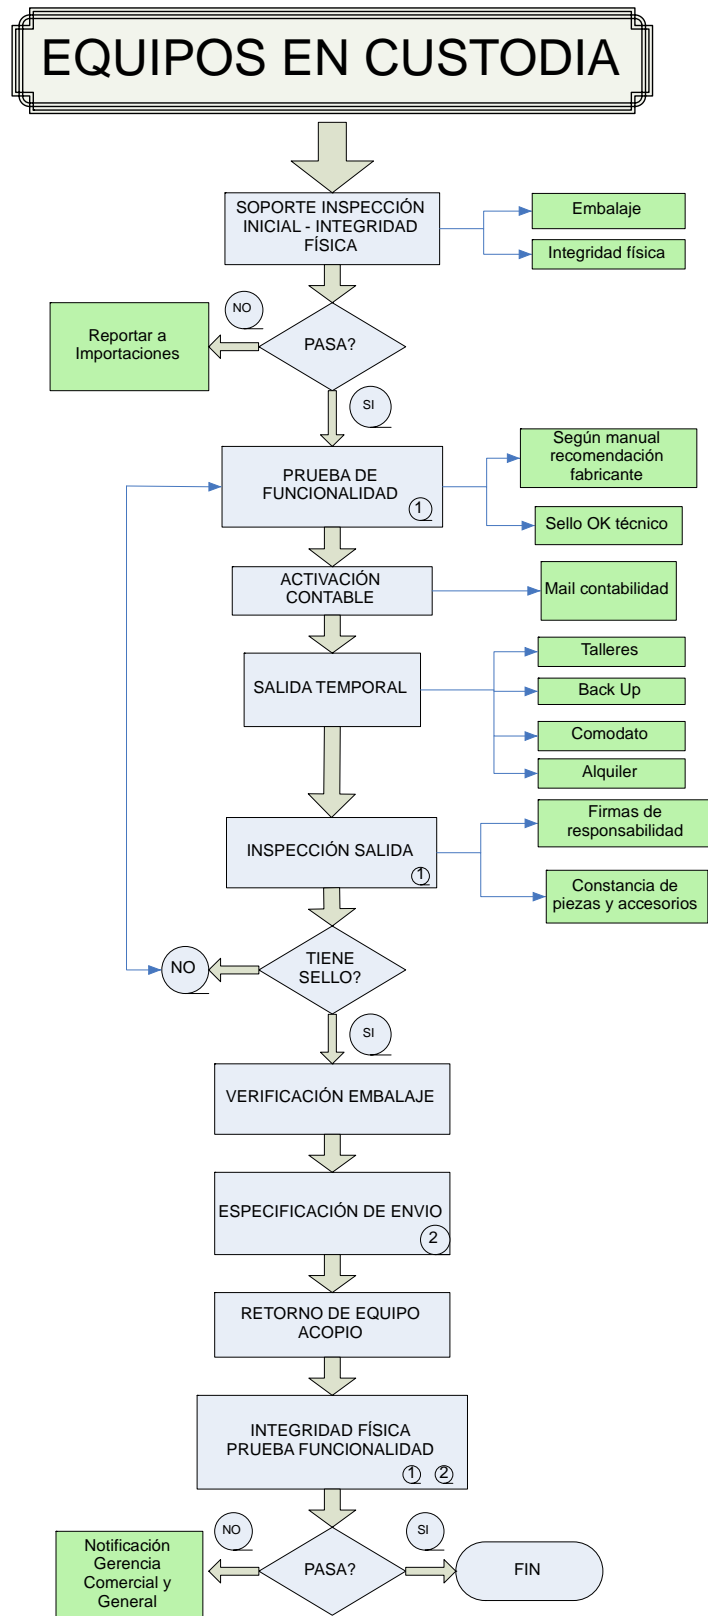 EQUIPOS EN CUSTODIA
SOPORTE INSPECCIÓN
INICIAL - INTEGRIDAD
FÍSICA
Embalaje
Integridad física
NO
PASA?
Reportar a
Importaciones
SI
PRUEBA DE
FUNCIONALIDAD
1
Según manual
recomendación
fabricante
Sello OK técnico
ACTIVACIÓN
CONTABLE
Mail contabilidad
SALIDA TEMPORAL
Talleres
Back Up
Comodato
Alquiler
INSPECCIÓN SALIDA
1
Firmas de
responsabilidad
Constancia de
piezas y accesorios
TIENE
SELLO?
NO
SI
VERIFICACIÓN EMBALAJE
ESPECIFICACIÓN DE ENVIO
2
RETORNO DE EQUIPO
ACOPIO
INTEGRIDAD FÍSICA
PRUEBA FUNCIONALIDAD
1 2
NO
SI
Notificación
Gerencia
Comercial y
General
PASA?
FIN